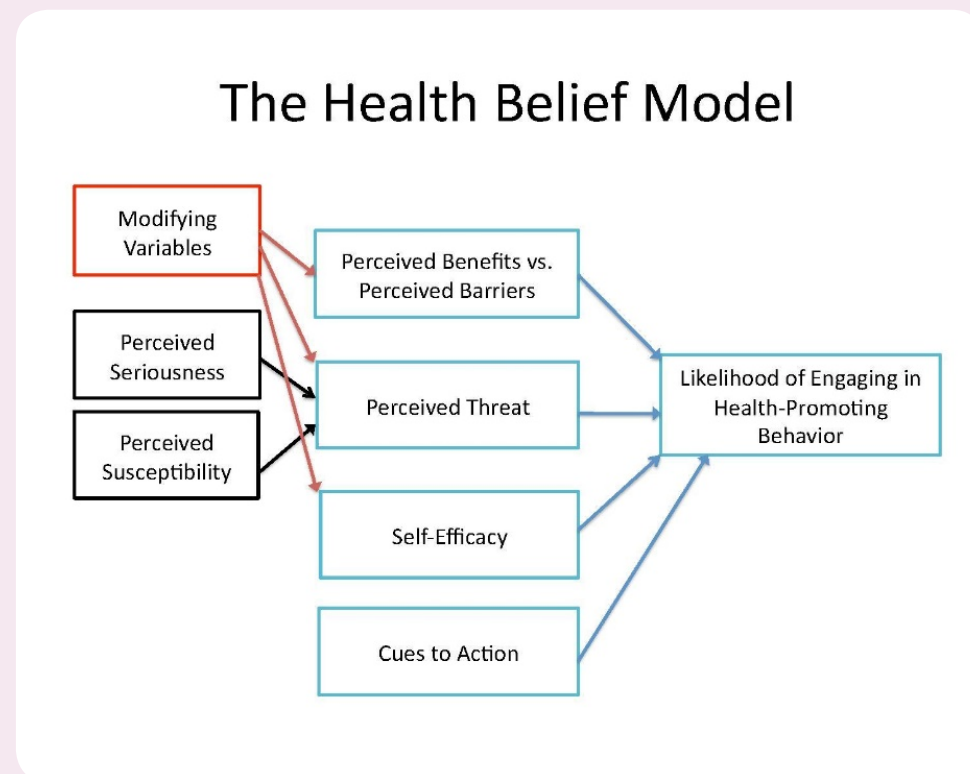 The Health Belief Model
Modifying
Variables
Perceived Benefits vs.
Perceived Barriers
Perceived
Seriousness
Perceived Threat
Likelihood of Engaging in
Health-Promoting
Behavior
Perceived
Susceptibility
Self-Efficacy
Cues to Action